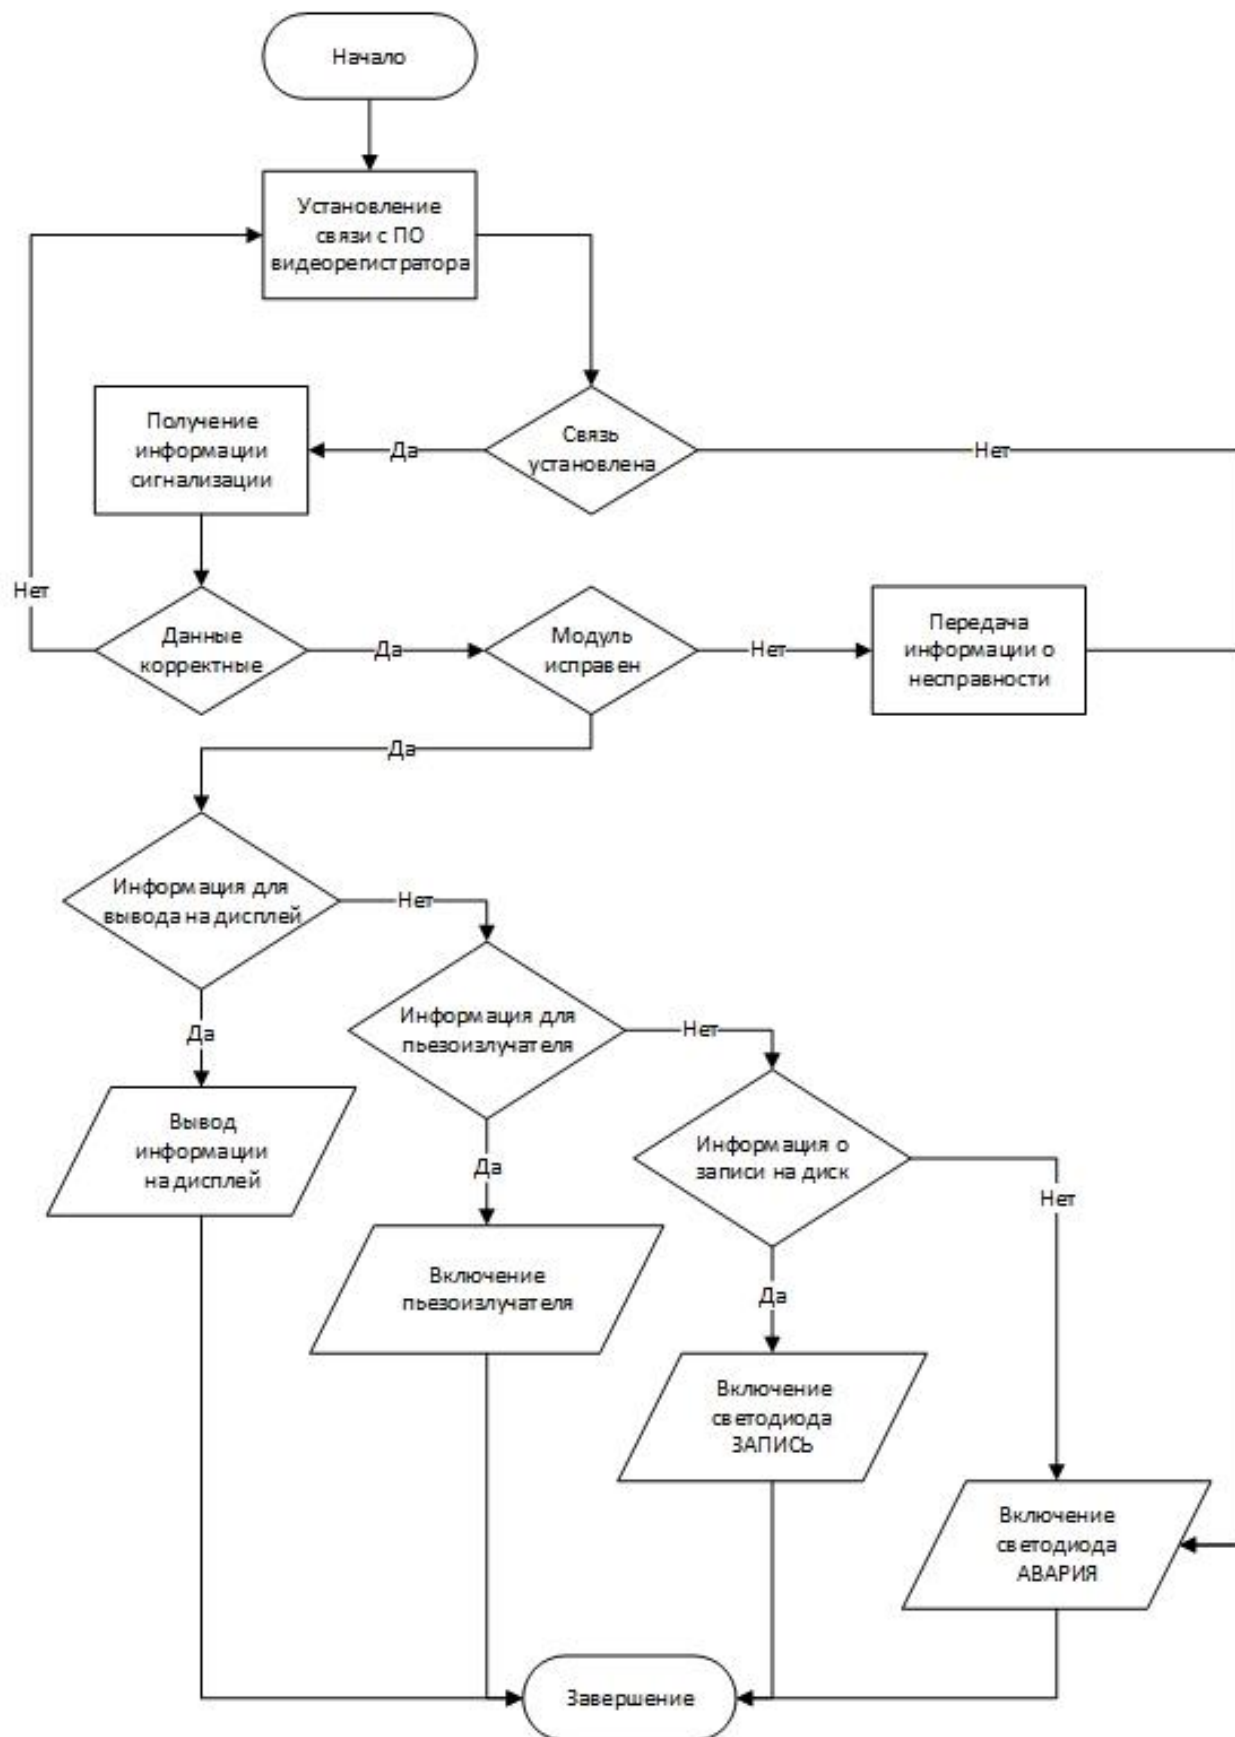 Начало
Установление
связи с ПО
видеорегистратора
Получение
информации
сигнализации
Да
Связь
установлена
Нет
Нет
Данные
корректные
Да
Модуль
исправен
Нет
Передача
информации о
несправности
Да
Информация для
вывода на дисплей
Нет
Да
Информация для
пьезоизлучателя
Нет
Вывод
информации
на дисплей
Да
Информация о
записи на диск
Нет
Включение
пьезоизлучателя
Да
Включение
светодиода
ЗАПИСЬ
Включение
светодиода
АВАРИЯ
Завершение